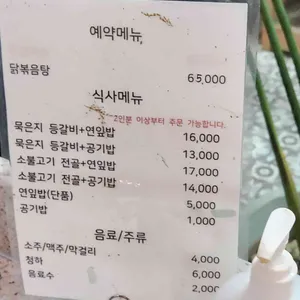 예약메뉴
닭볶음탕 65,000
식사메뉴
2인분 이상부터 주문 가능합니다.
묵은지 등갈비+연잎밥 16,000
묵은지 등갈비+공기밥 13,000
소불고기 전골+연잎밥 17,000
소불고기 전골+공기밥 14,000
연잎밥(단품) 5,000
공기밥 1,000
음료/주류
소주/맥주/막걸리 4,000
청하 6,000
음료수 2,000